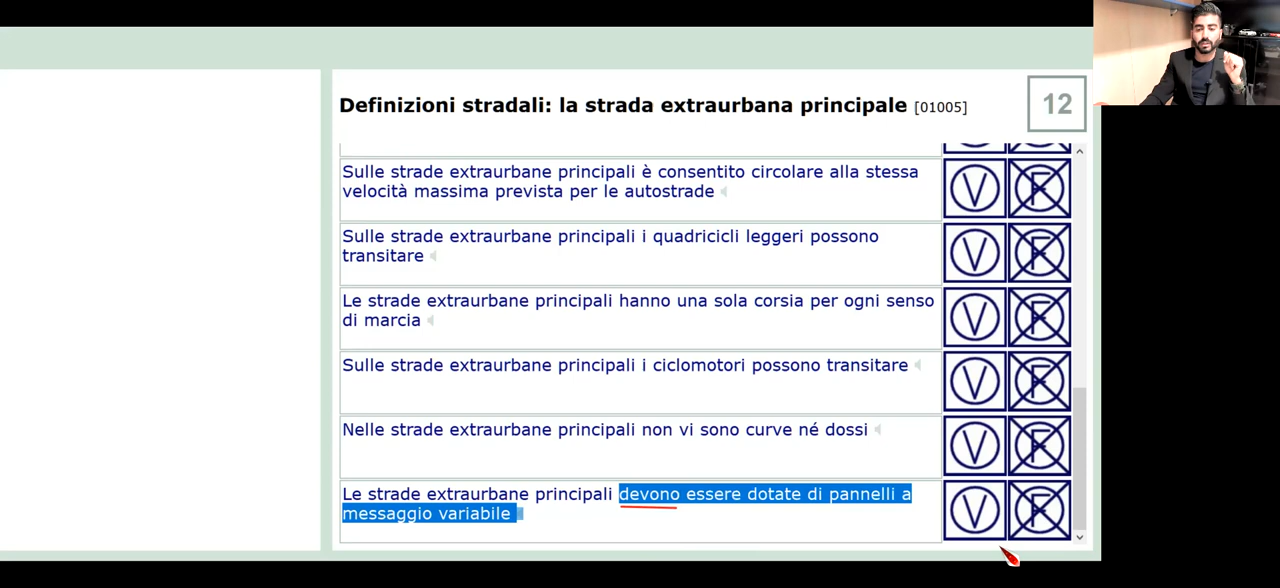 Definizioni stradali: la strada extraurbana principale [01005]
12
Sulle strade extraurbane principali è consentito circolare alla stessa
velocità massima prevista per le autostrade
V F
Sulle strade extraurbane principali i quadricicli leggeri possono
transitare
V F
Le strade extraurbane principali hanno una sola corsia per ogni senso
di marcia
V F
Sulle strade extraurbane principali i ciclomotori possono transitare
V F
Nelle strade extraurbane principali non vi sono curve né dossi
V F
Le strade extraurbane principali devono essere dotate di pannelli a
messaggio variabile
V F